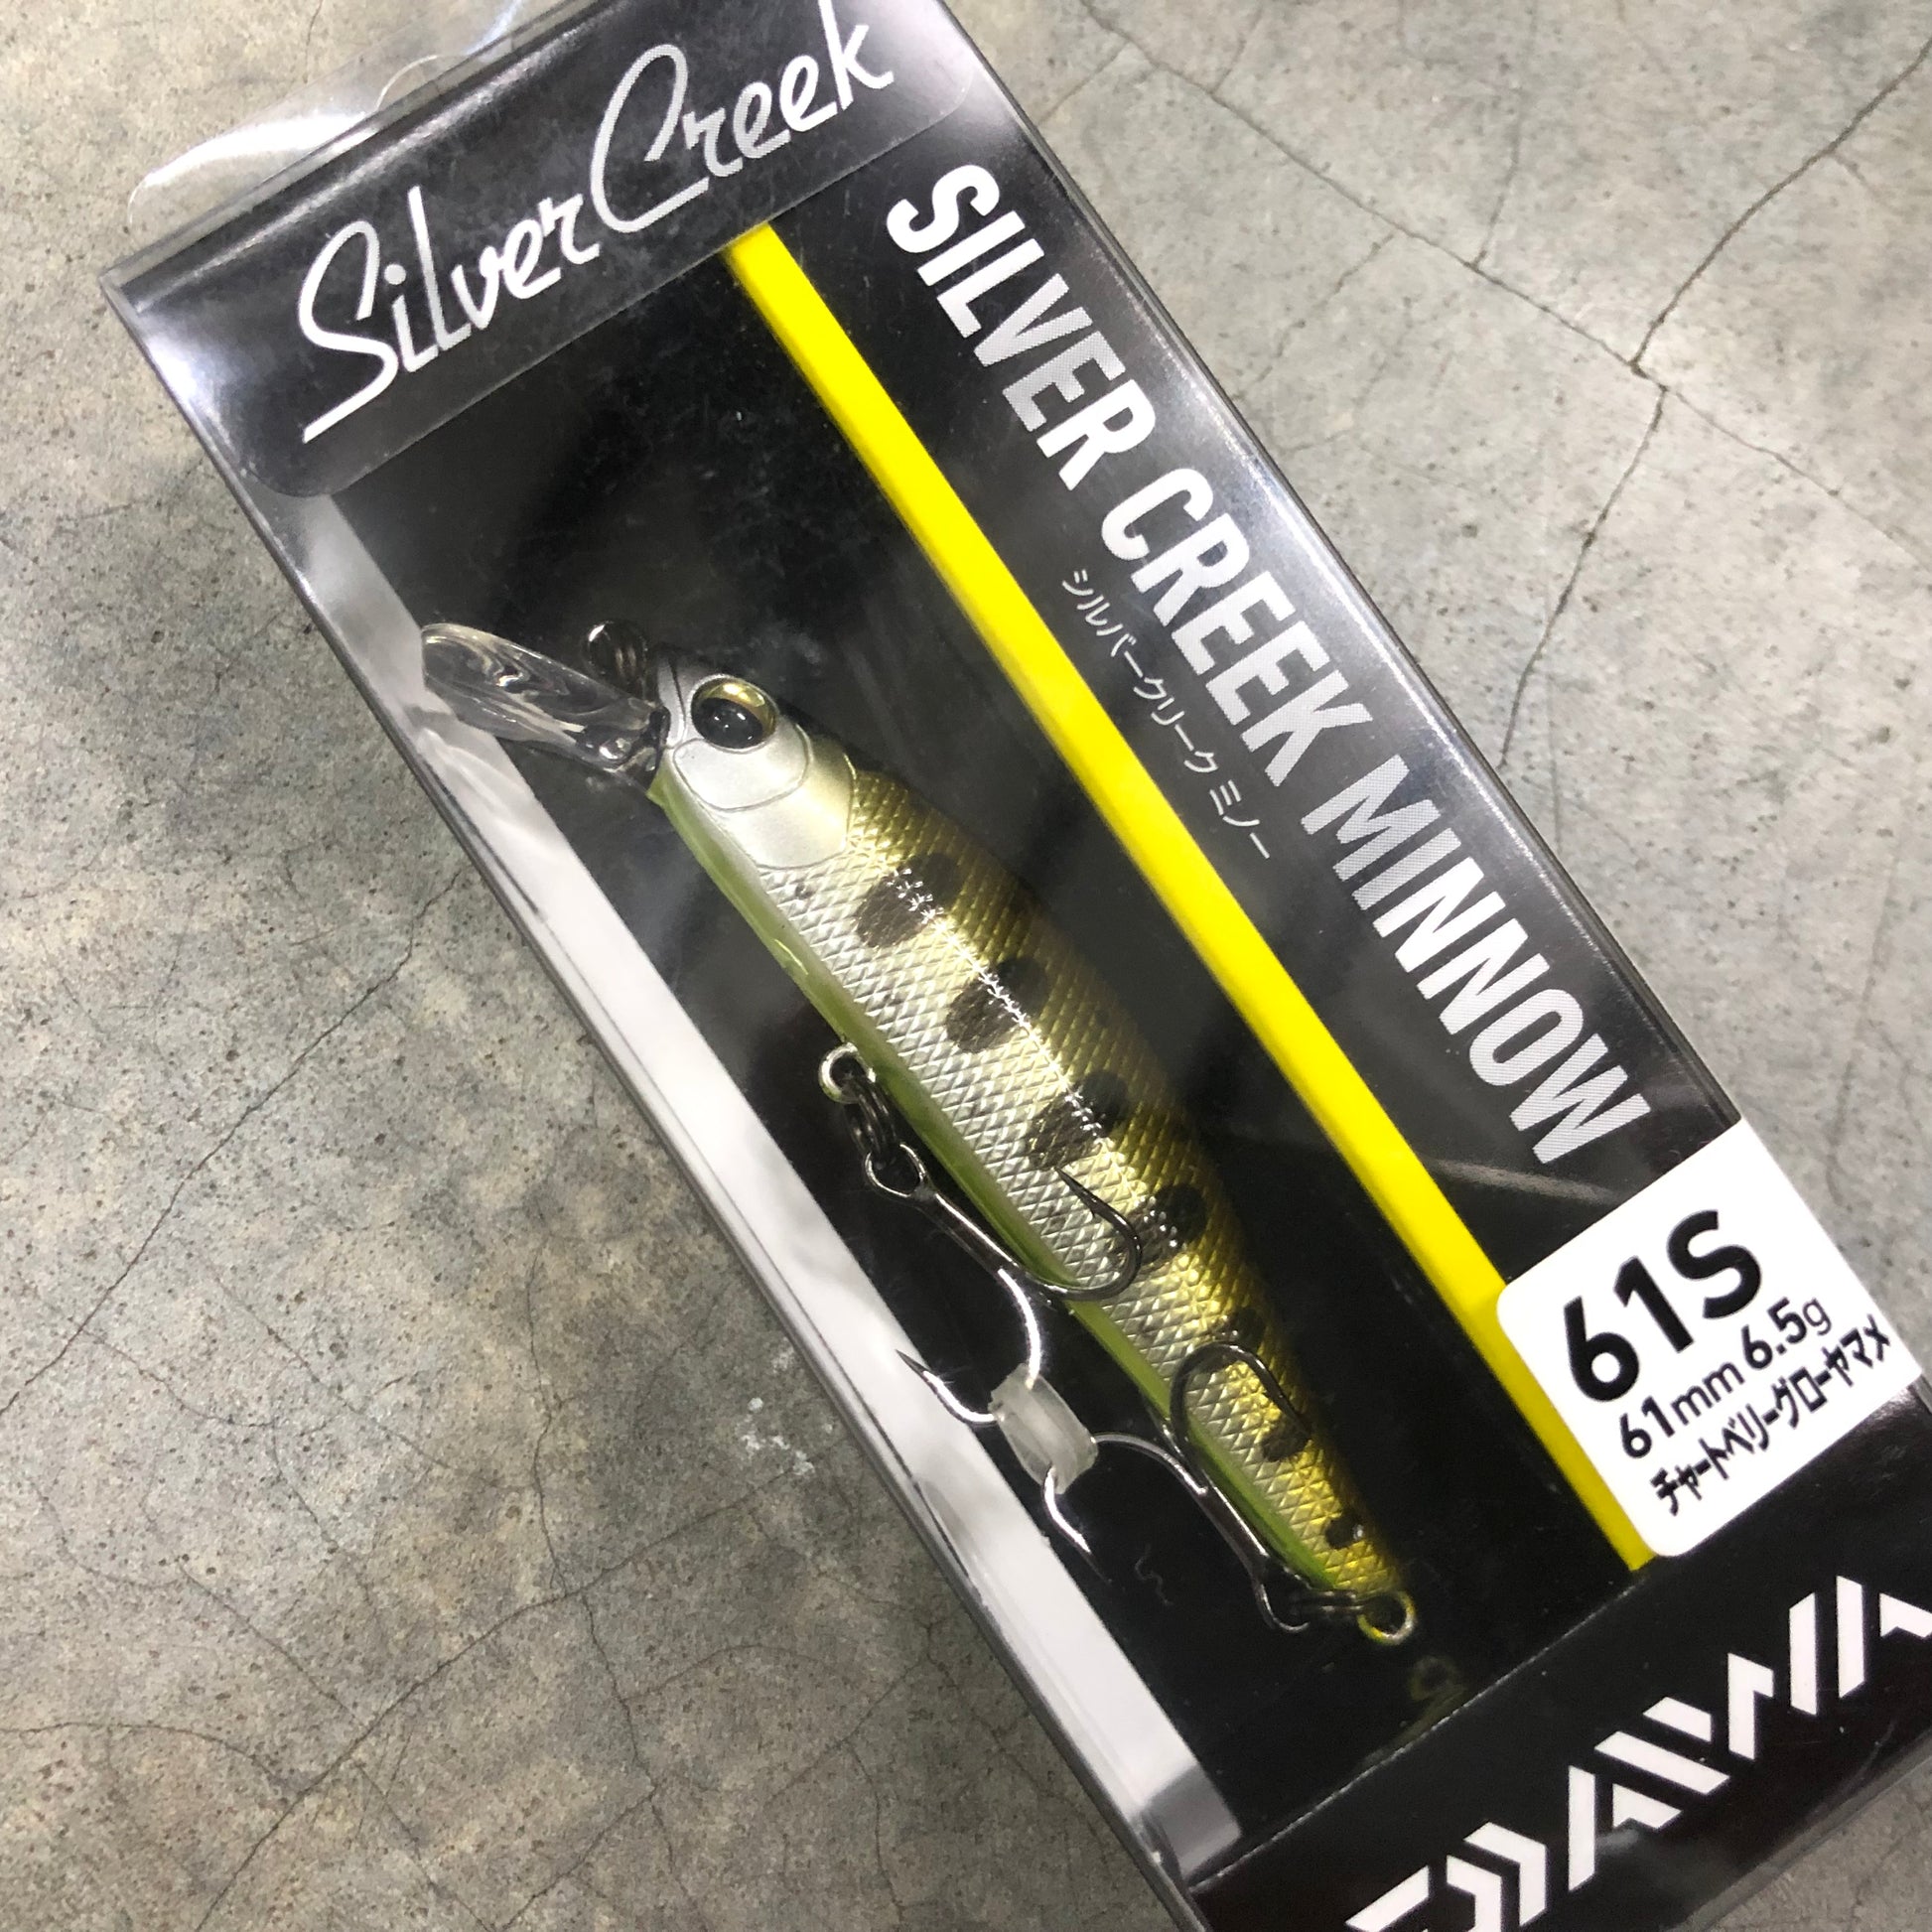 Silver Creek
SILVER CREEK MINNOW
シルバークリーク ミノー
61S
61mm 6.5g
チャートベリーグローヤマメ
DAIWA